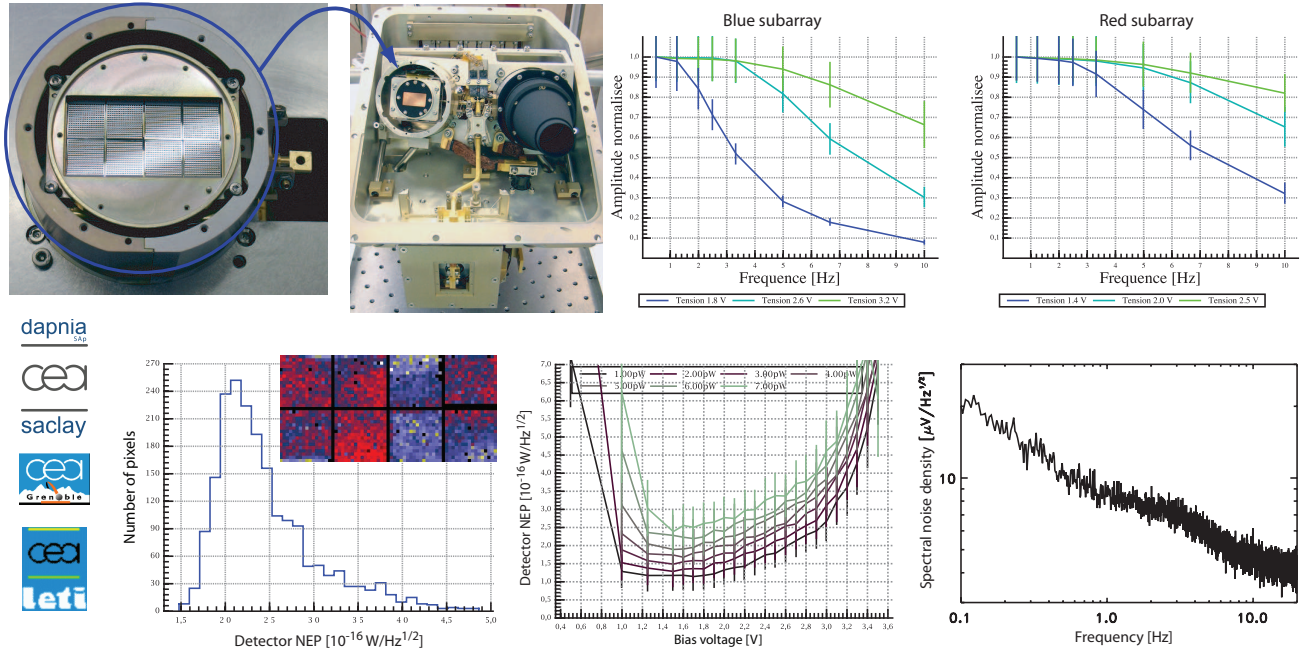 Blue subarray
Amplitude normalisee
1,0
0,9
0,8
0,7
0,6
0,5
0,4
0,3
0,2
0,1
1 2 3 4 5 6 7 8 9 10
Frequence [Hz]
Tension 1.8 V Tension 2.6 V Tension 3.2 V
Red subarray
Amplitude normalisee
1,0
0,9
0,8
0,7
0,6
0,5
0,4
0,3
0,2
0,1
1 2 3 4 5 6 7 8 9 10
Frequence [Hz]
Tension 1.4 V Tension 2.0 V Tension 2.5 V
dapnia
SAp
cea
saclay
cea
Grenoble
cea
leti
Number of pixels
270
240
210
180
150
120
90
60
30
0
1,5 2.0 2.5 3.0 3.5 4.0 4.5 5,0
Detector NEP [10⁻¹⁶ W/Hz¹/²]
Detector NEP [10⁻¹⁶ W/Hz¹/²]
7,0
6,5
6,0
5,5
5,0
4,5
4,0
3,5
3,0
2,5
2,0
1,5
1,0
0,5
0,0
1.00pW 2.00pW 3.00pW 4.00pW
5.00pW 6.00pW 7.00pW
0,4 0,6 0,8 1,0 1,2 1,4 1,6 1,8 2,0 2,2 2,4 2,6 2,8 3,0 3,2 3,4 3,6
Bias voltage [V]
Spectral noise density [µV/Hz¹/²]
10
0.1 1.0 10.0
Frequency [Hz]